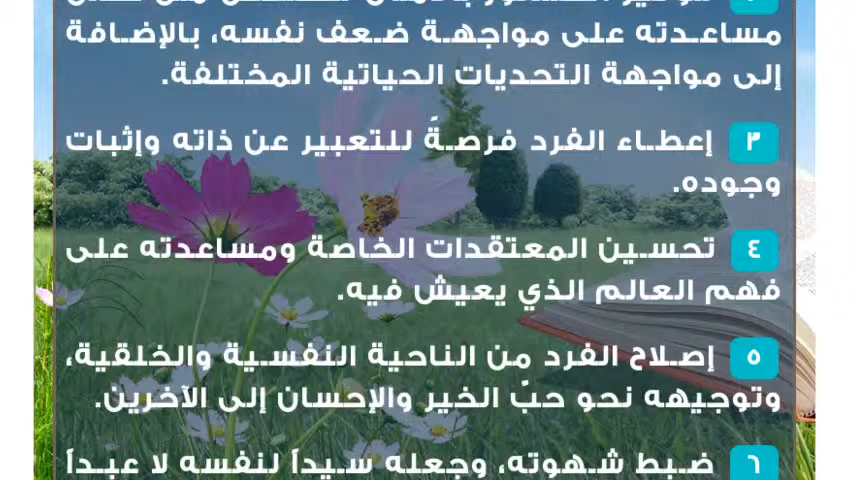 مساعدته على مواجهة ضعف نفسه، بالإضافة
إلى مواجهة التحديات الحياتية المختلفة.
٣ إعطاء الفرد فرصةً للتعبير عن ذاته وإثبات
وجوده.
٤ تحسين المعتقدات الخاصة ومساعدته على
فهم العالم الذي يعيش فيه.
٥ إصلاح الفرد من الناحية النفسية والخلقية،
وتوجيهه نحو حبّ الخير والإحسان إلى الآخرين.
٦ ضبط شهوته، وجعله سيداً لنفسه لا عبداً